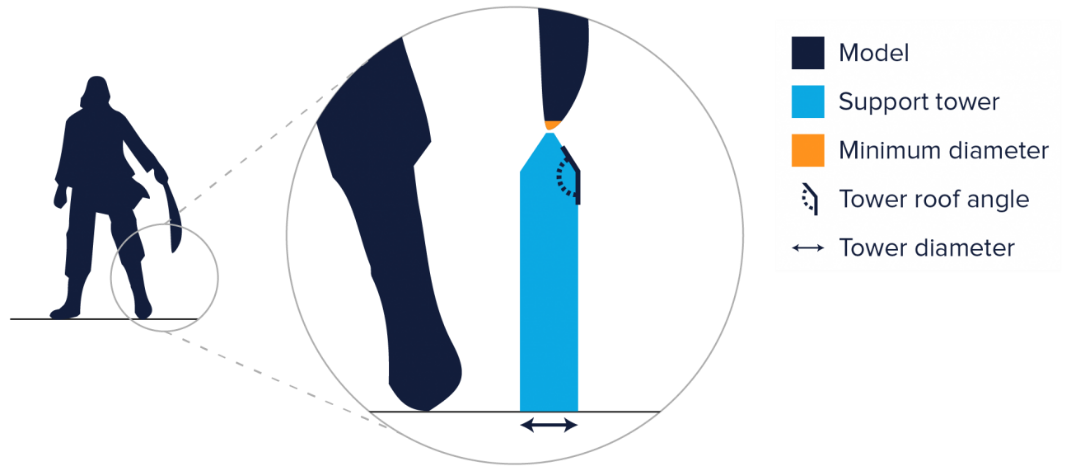 Model
Support tower
Minimum diameter
Tower roof angle
Tower diameter